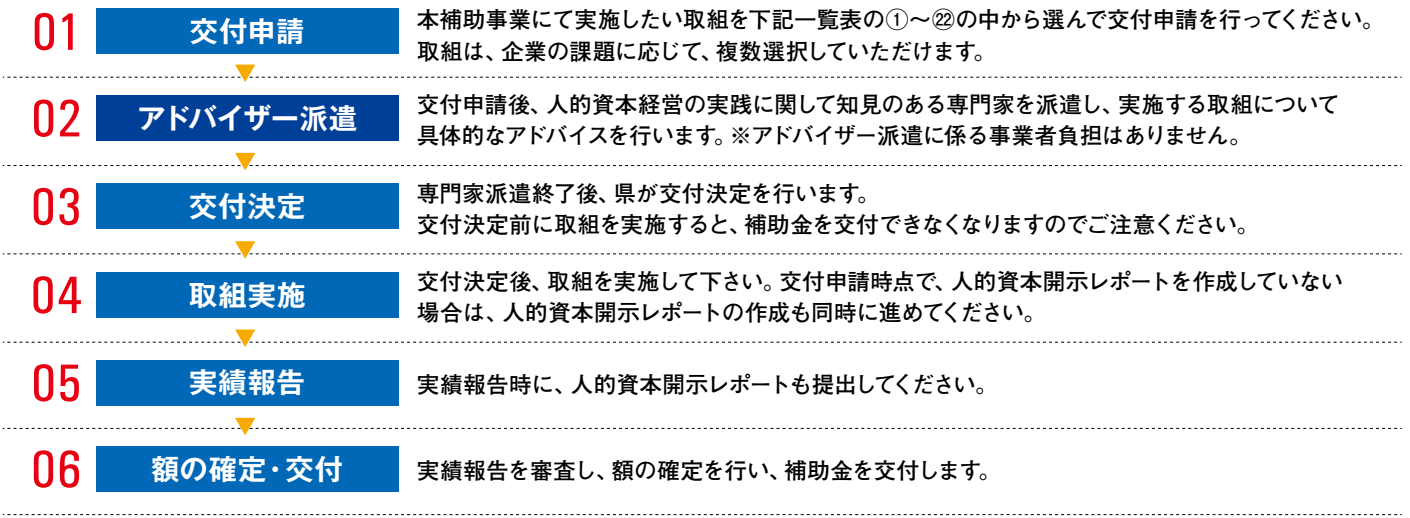 01
交付申請
本補助事業にて実施したい取組を下記一覧表の①〜㉒の中から選んで交付申請を行ってください。
取組は、企業の課題に応じて、複数選択していただけます。
02
アドバイザー派遣
交付申請後、人的資本経営の実践に関して知見のある専門家を派遣し、実施する取組について
具体的なアドバイスを行います。※アドバイザー派遣に係る事業者負担はありません。
03
交付決定
専門家派遣終了後、県が交付決定を行います。
交付決定前に取組を実施すると、補助金を交付できなくなりますのでご注意ください。
04
取組実施
交付決定後、取組を実施して下さい。交付申請時点で、人的資本開示レポートを作成していない
場合は、人的資本開示レポートの作成も同時に進めてください。
05
実績報告
実績報告時に、人的資本開示レポートも提出してください。
06
額の確定・交付
実績報告を審査し、額の確定を行い、補助金を交付します。